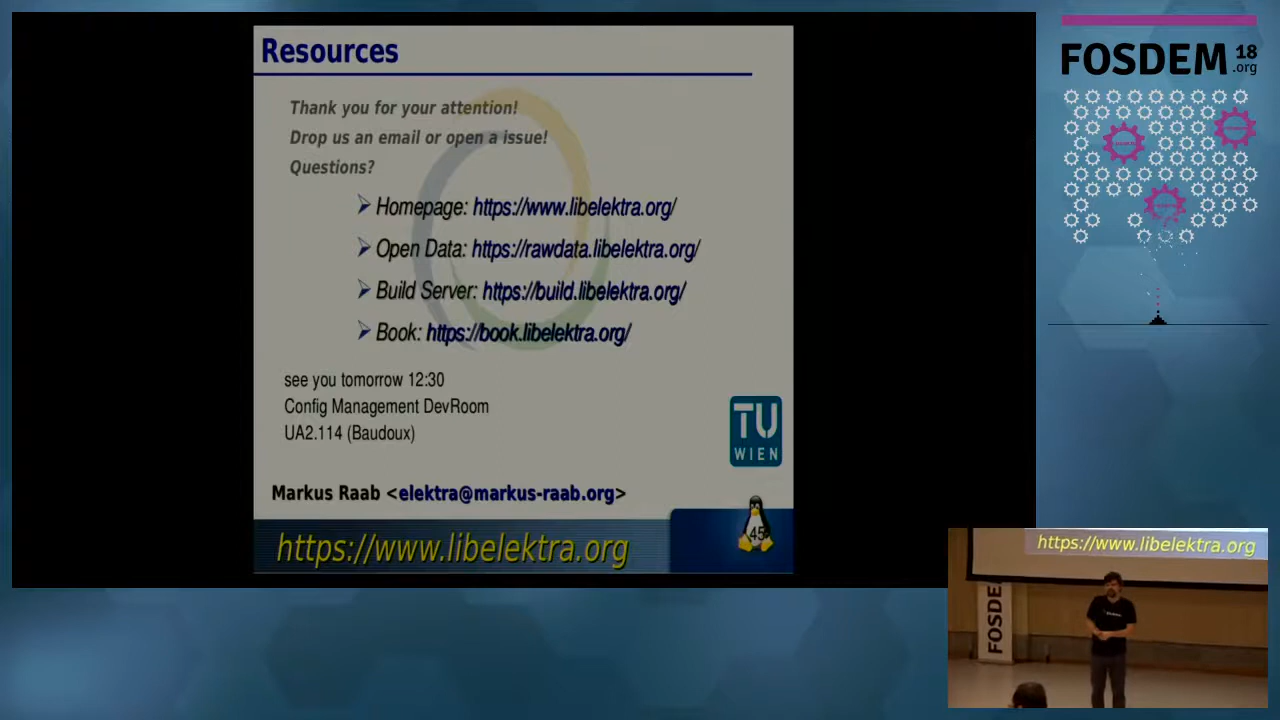 Resources
Thank you for your attention!
Drop us an email or open a issue!
Questions?
Homepage: https://www.libelektra.org/
Open Data: https://rawdata.libelektra.org/
Build Server: https://build.libelektra.org/
Book: https://book.libelektra.org/
see you tomorrow 12:30
Config Management DevRoom
UA2.114 (Baudoux)
TU
WIEN
Markus Raab <elektra@markus-raab.org>
https://www.libelektra.org
45
FOSDEM 18
.org
https://www.libelektra.org
FOSDEM